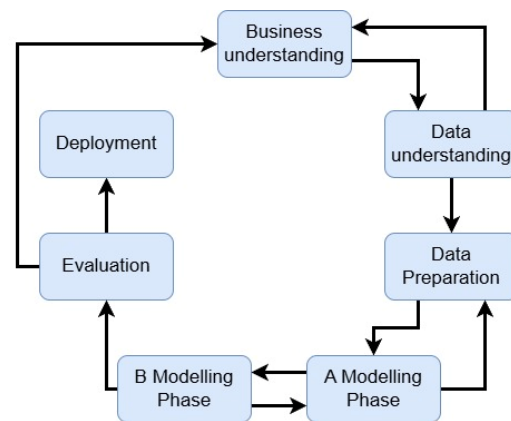 Business
understanding
Deployment
Data
understanding
Evaluation
Data
Preparation
B Modelling
Phase
A Modelling
Phase